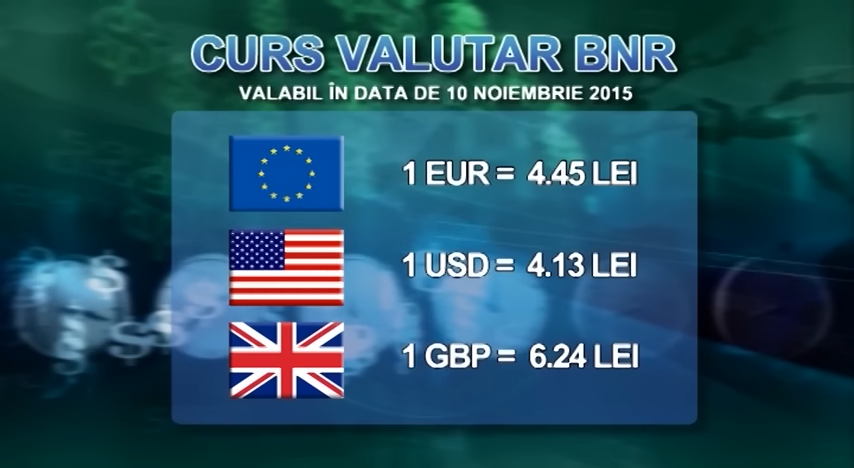 CURS VALUTAR BNR
VALABIL ÎN DATA DE 10 NOIEMBRIE 2015
1 EUR = 4.45 LEI
1 USD = 4.13 LEI
1 GBP = 6.24 LEI